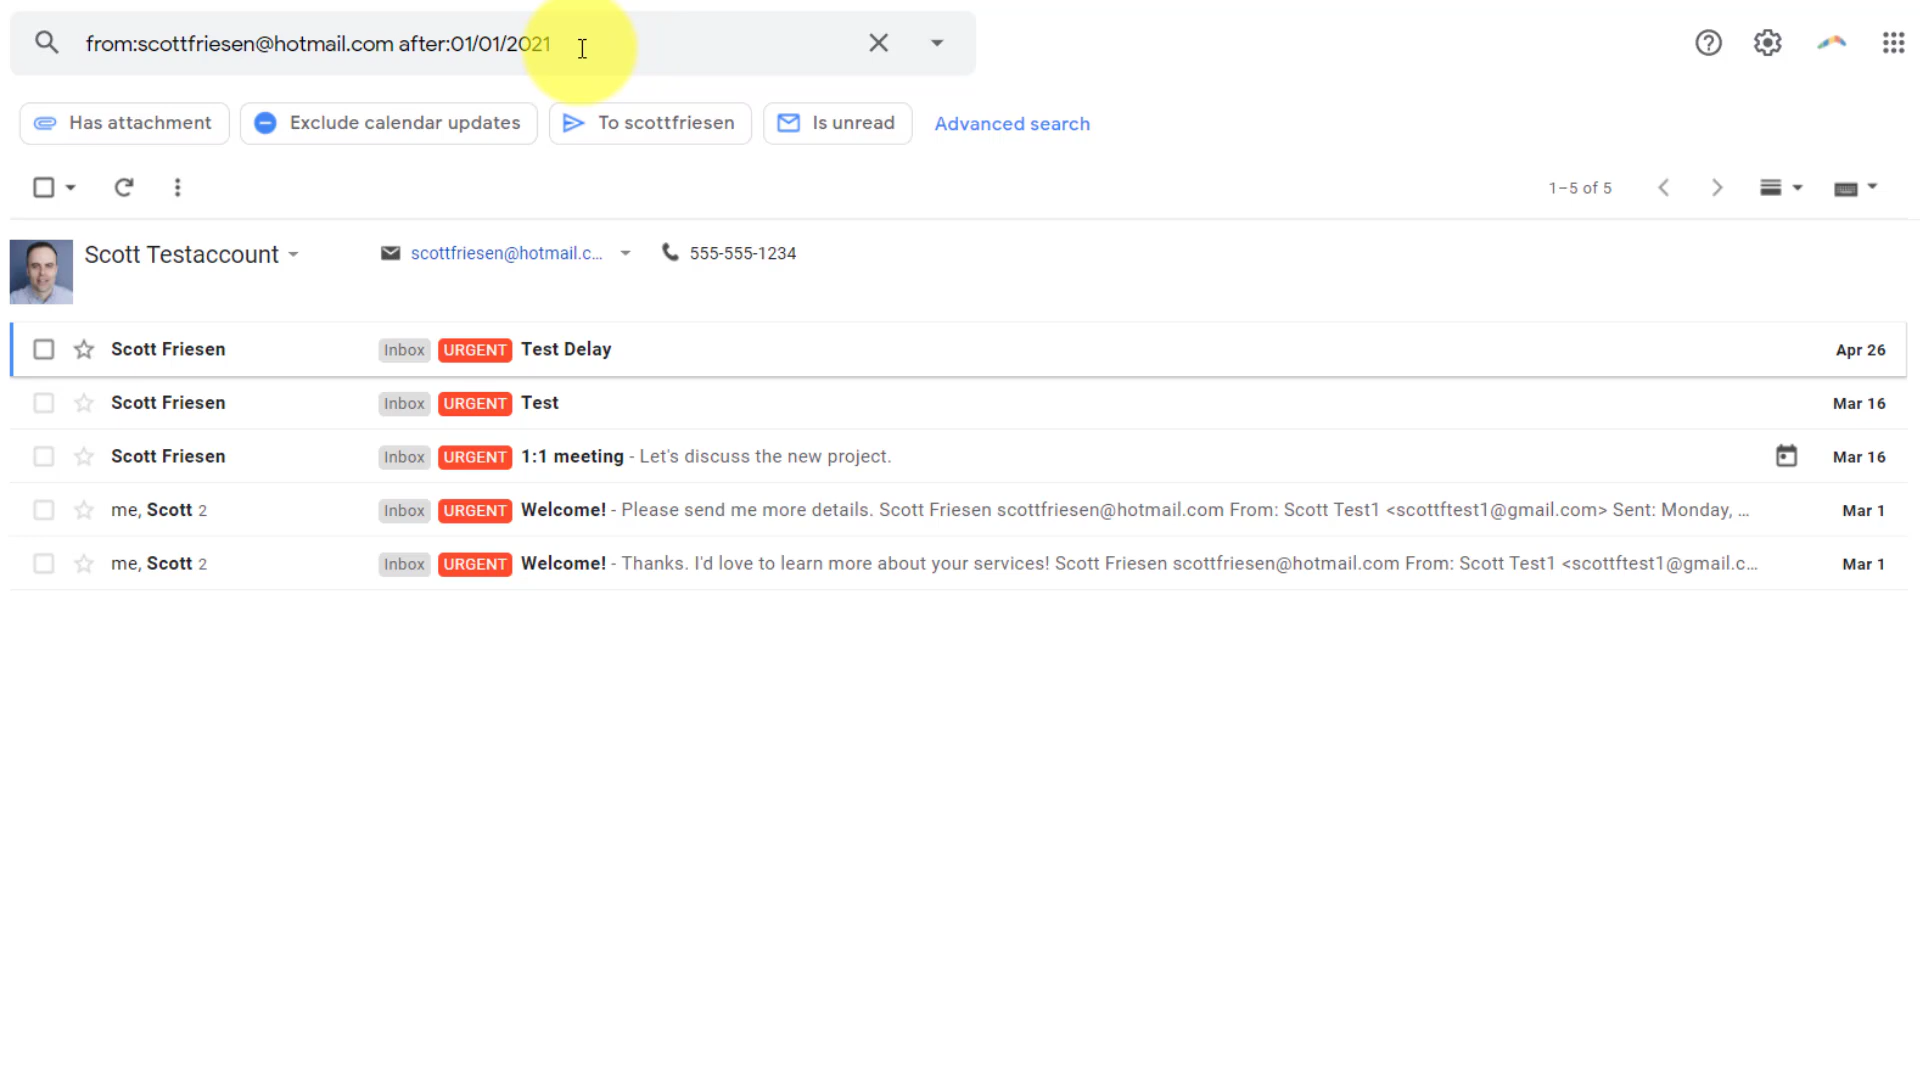 from:scottfriesen@hotmail.com after:01/01/2021
Has attachment Exclude calendar updates To scottfriesen Is unread Advanced search
1–5 of 5
Scott Testaccount scottfriesen@hotmail.c... 555-555-1234
Scott Friesen Inbox URGENT Test Delay Apr 26
Scott Friesen Inbox URGENT Test Mar 16
Scott Friesen Inbox URGENT 1:1 meeting - Let's discuss the new project. Mar 16
me, Scott 2 Inbox URGENT Welcome! - Please send me more details. Scott Friesen scottfriesen@hotmail.com From: Scott Test1 <scottftest1@gmail.com> Sent: Monday, ... Mar 1
me, Scott 2 Inbox URGENT Welcome! - Thanks. I'd love to learn more about your services! Scott Friesen scottfriesen@hotmail.com From: Scott Test1 <scottftest1@gmail.c... Mar 1